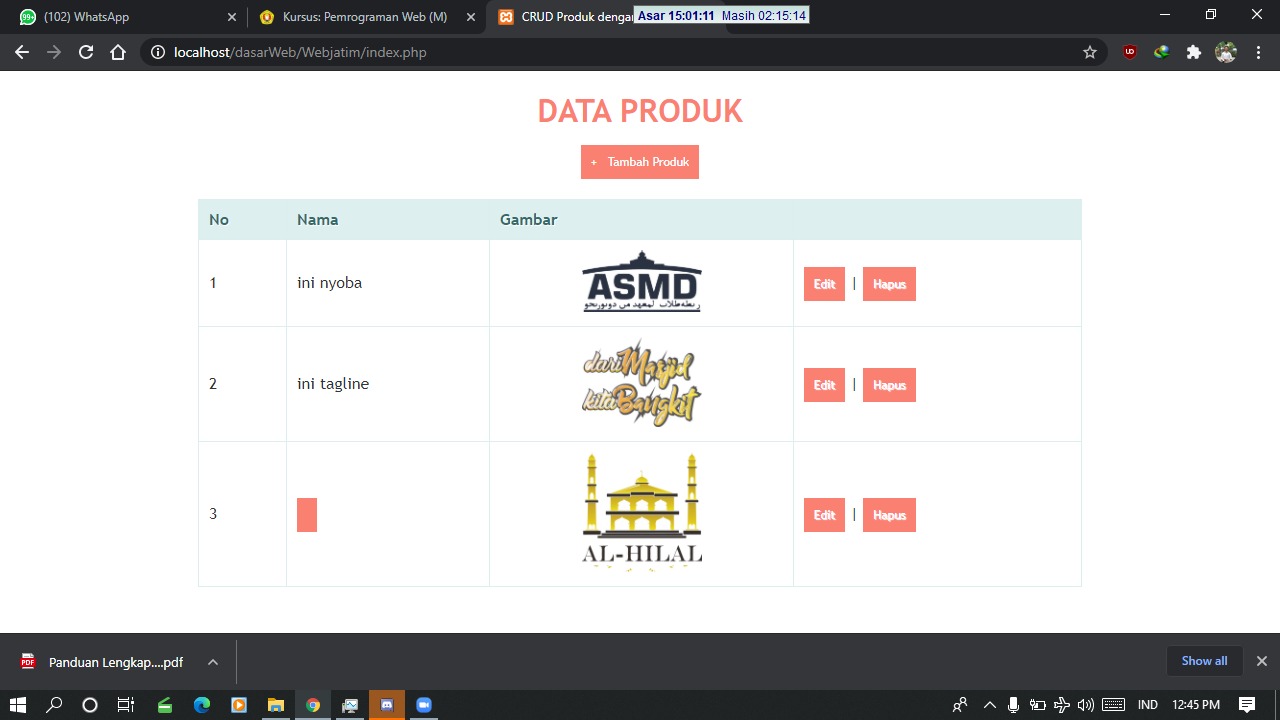 99+ (102) WhatsApp
Kursus: Pemrograman Web (M)
CRUD Produk dengan
Asar 15:01:11 Masih 02:15:14
localhost/dasarWeb/Webjatim/index.php
DATA PRODUK
+ Tambah Produk
No Nama Gambar
1 ini nyoba
ASMD
Edit | Hapus
2 ini tagline
dari Masjid
kita Bangkit
Edit | Hapus
3
AL-HILAL
Edit | Hapus
PDF Panduan Lengkap....pdf
Show all
IND 12:45 PM